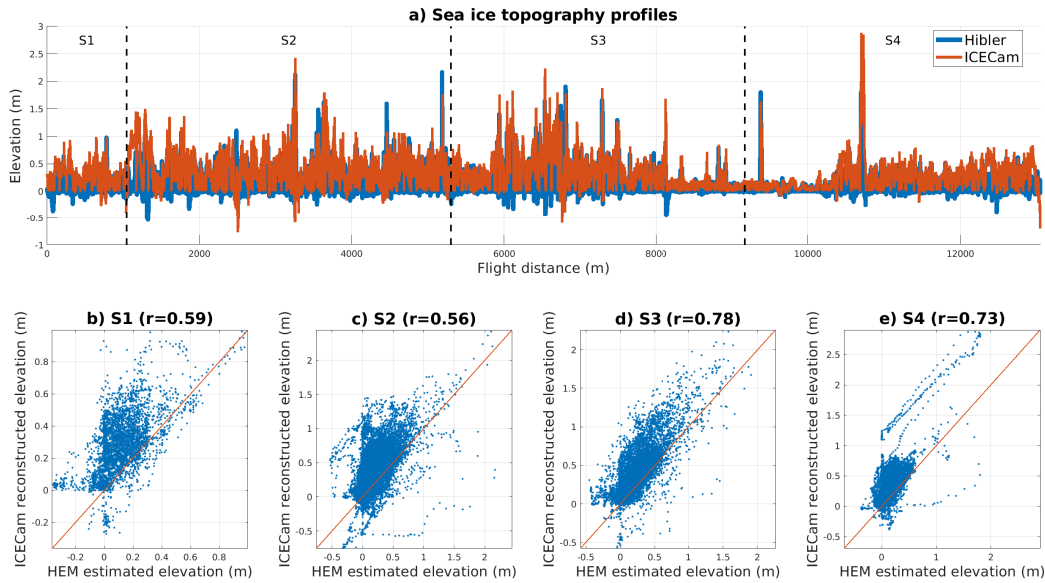 a) Sea ice topography profiles
3
2.5
2
1.5
1
0.5
0
-0.5
-1
Elevation (m)
S1
S2
S3
S4
Hibler
ICECam
0 2000 4000 6000 8000 10000 12000
Flight distance (m)
b) S1 (r=0.59)
ICECam reconstructed elevation (m)
0.8
0.6
0.4
0.2
0
-0.2
-0.2 0 0.2 0.4 0.6 0.8
HEM estimated elevation (m)
c) S2 (r=0.56)
ICECam reconstructed elevation (m)
2
1.5
1
0.5
0
-0.5
-0.5 0 0.5 1 1.5 2
HEM estimated elevation (m)
d) S3 (r=0.78)
ICECam reconstructed elevation (m)
2
1.5
1
0.5
0
-0.5
-0.5 0 0.5 1 1.5 2
HEM estimated elevation (m)
e) S4 (r=0.73)
ICECam reconstructed elevation (m)
2.5
2
1.5
1
0.5
0
-0.5
0 1 2
HEM estimated elevation (m)